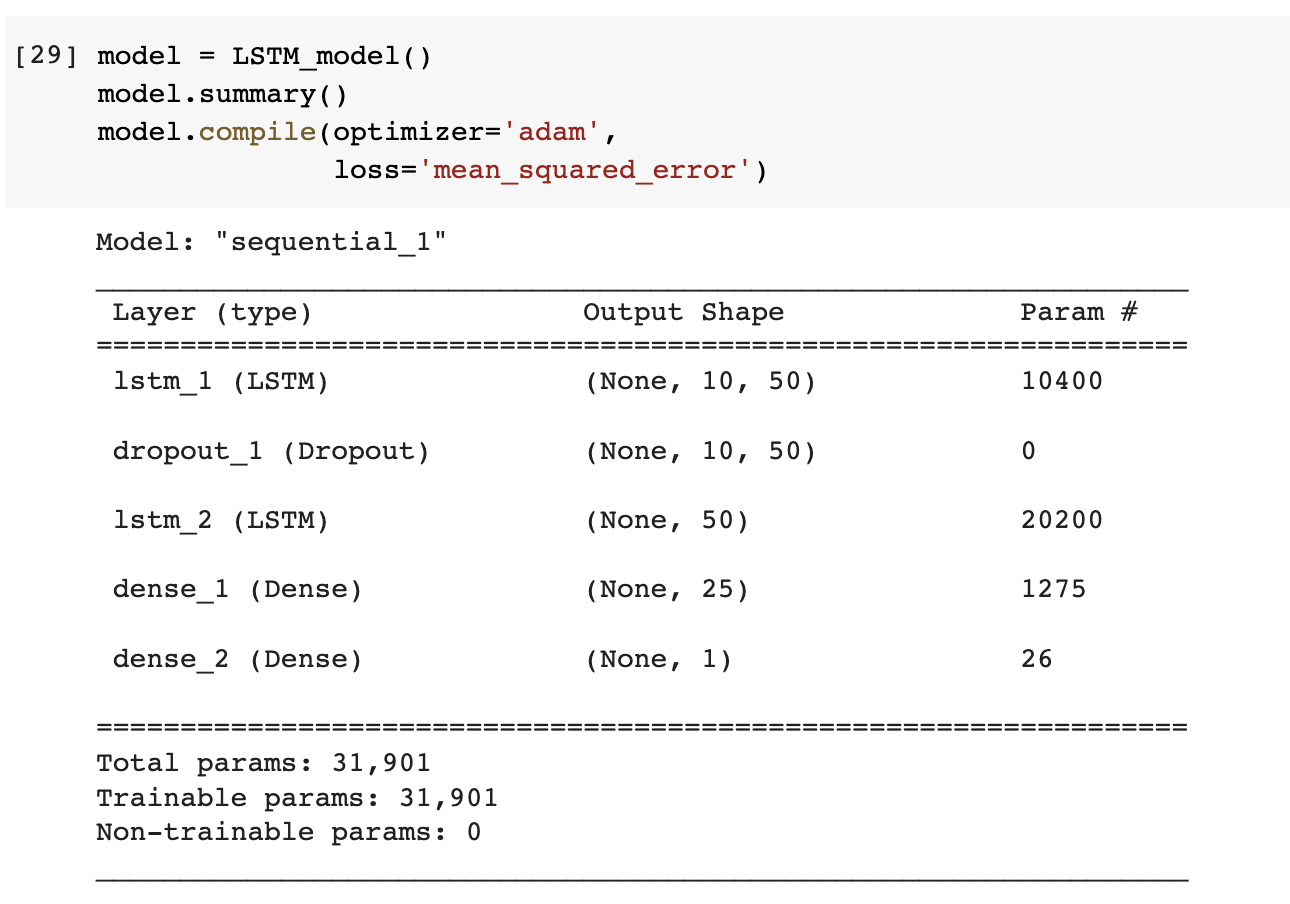 [29] model = LSTM_model()
model.summary()
model.compile(optimizer='adam',
loss='mean_squared_error')
Model: "sequential_1"
Layer (type) Output Shape Param #
=================================================================
lstm_1 (LSTM) (None, 10, 50) 10400
dropout_1 (Dropout) (None, 10, 50) 0
lstm_2 (LSTM) (None, 50) 20200
dense_1 (Dense) (None, 25) 1275
dense_2 (Dense) (None, 1) 26
=================================================================
Total params: 31,901
Trainable params: 31,901
Non-trainable params: 0